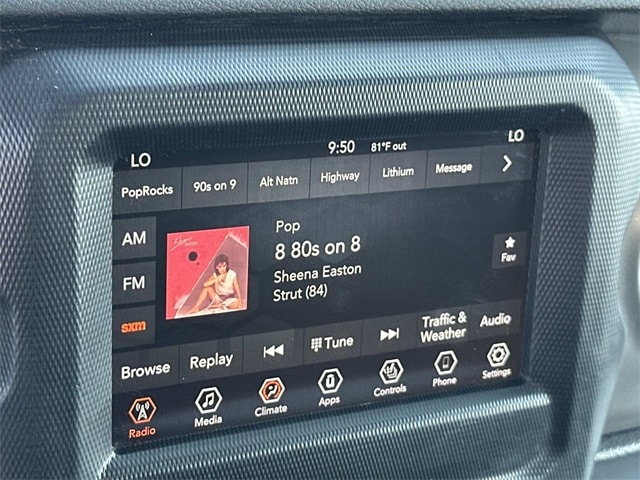 LO 9:50 81°F out LO
PopRocks 90s on 9 Alt Natn Highway Lithium Message
AM
FM
sxm
Pop
8 80s on 8
Sheena Easton
Strut (84)
Fav
Browse Replay Tune Traffic & Weather Audio
Radio Media Climate Apps Controls Phone Settings